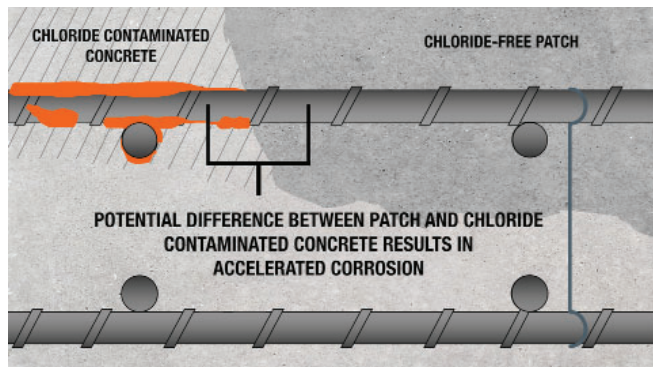 CHLORIDE CONTAMINATED
CONCRETE
CHLORIDE-FREE PATCH
POTENTIAL DIFFERENCE BETWEEN PATCH AND CHLORIDE
CONTAMINATED CONCRETE RESULTS IN
ACCELERATED CORROSION